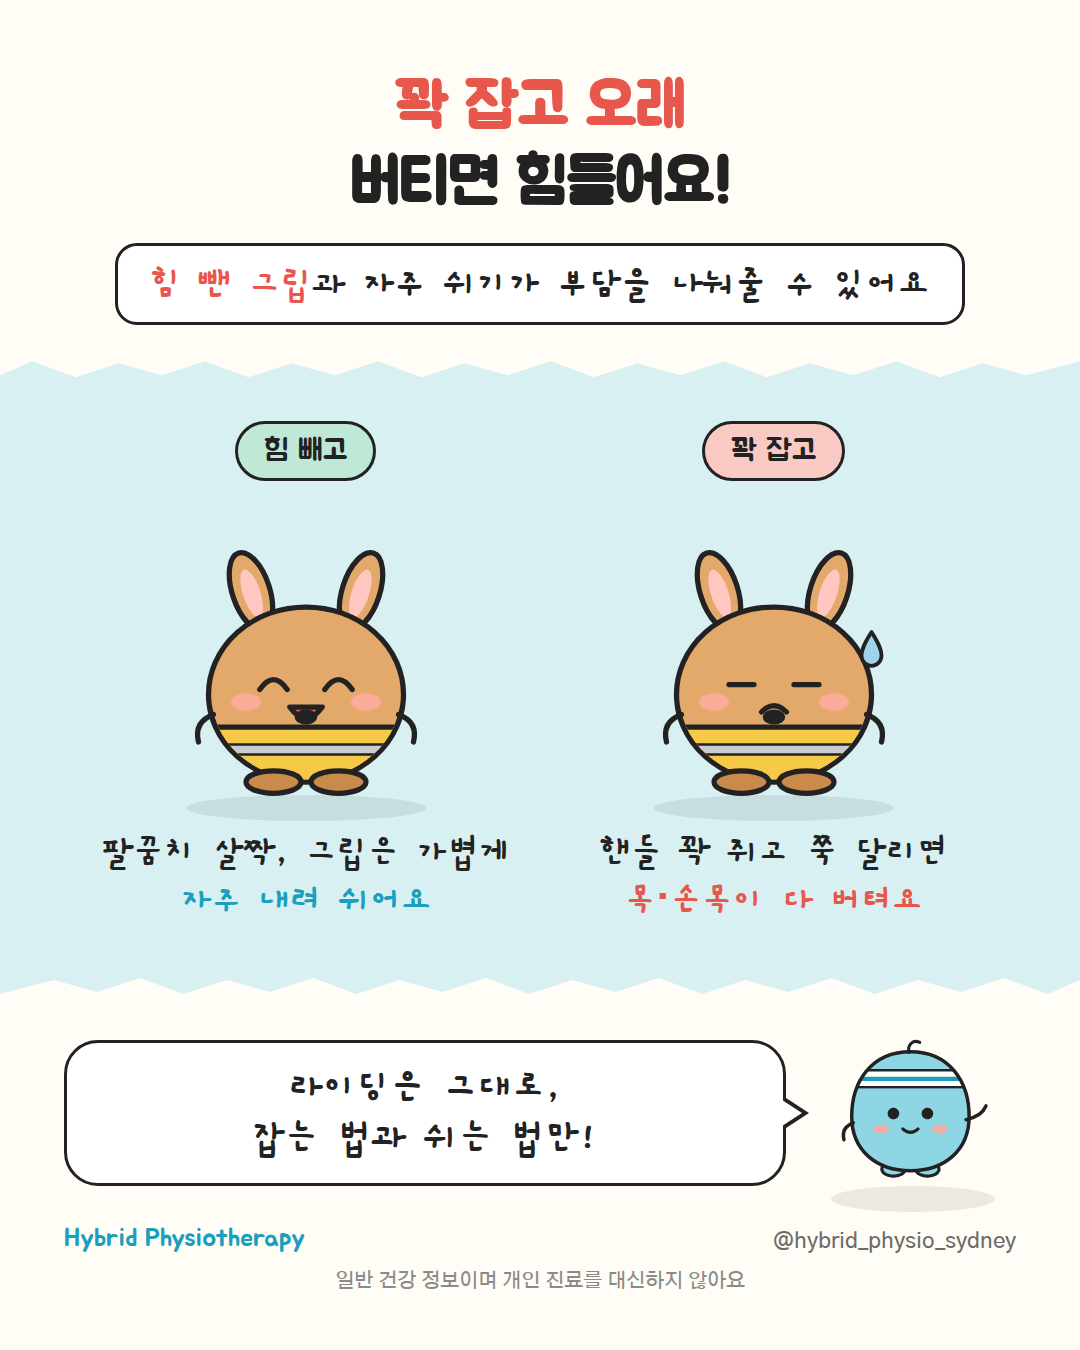 꽉 잡고 오래
버티면 힘들어요!
힘 뺀 그립과 자주 쉬기가 부담을 나눠줄 수 있어요
힘 빼고
꽉 잡고
팔꿈치 살짝, 그립은 가볍게
자주 내려 쉬어요
핸들 꽉 쥐고 쭉 달리면
목·손목이 다 버텨요
라이딩은 그대로,
잡는 법과 쉬는 법만!
Hybrid Physiotherapy
@hybrid_physio_sydney
일반 건강 정보이며 개인 진료를 대신하지 않아요